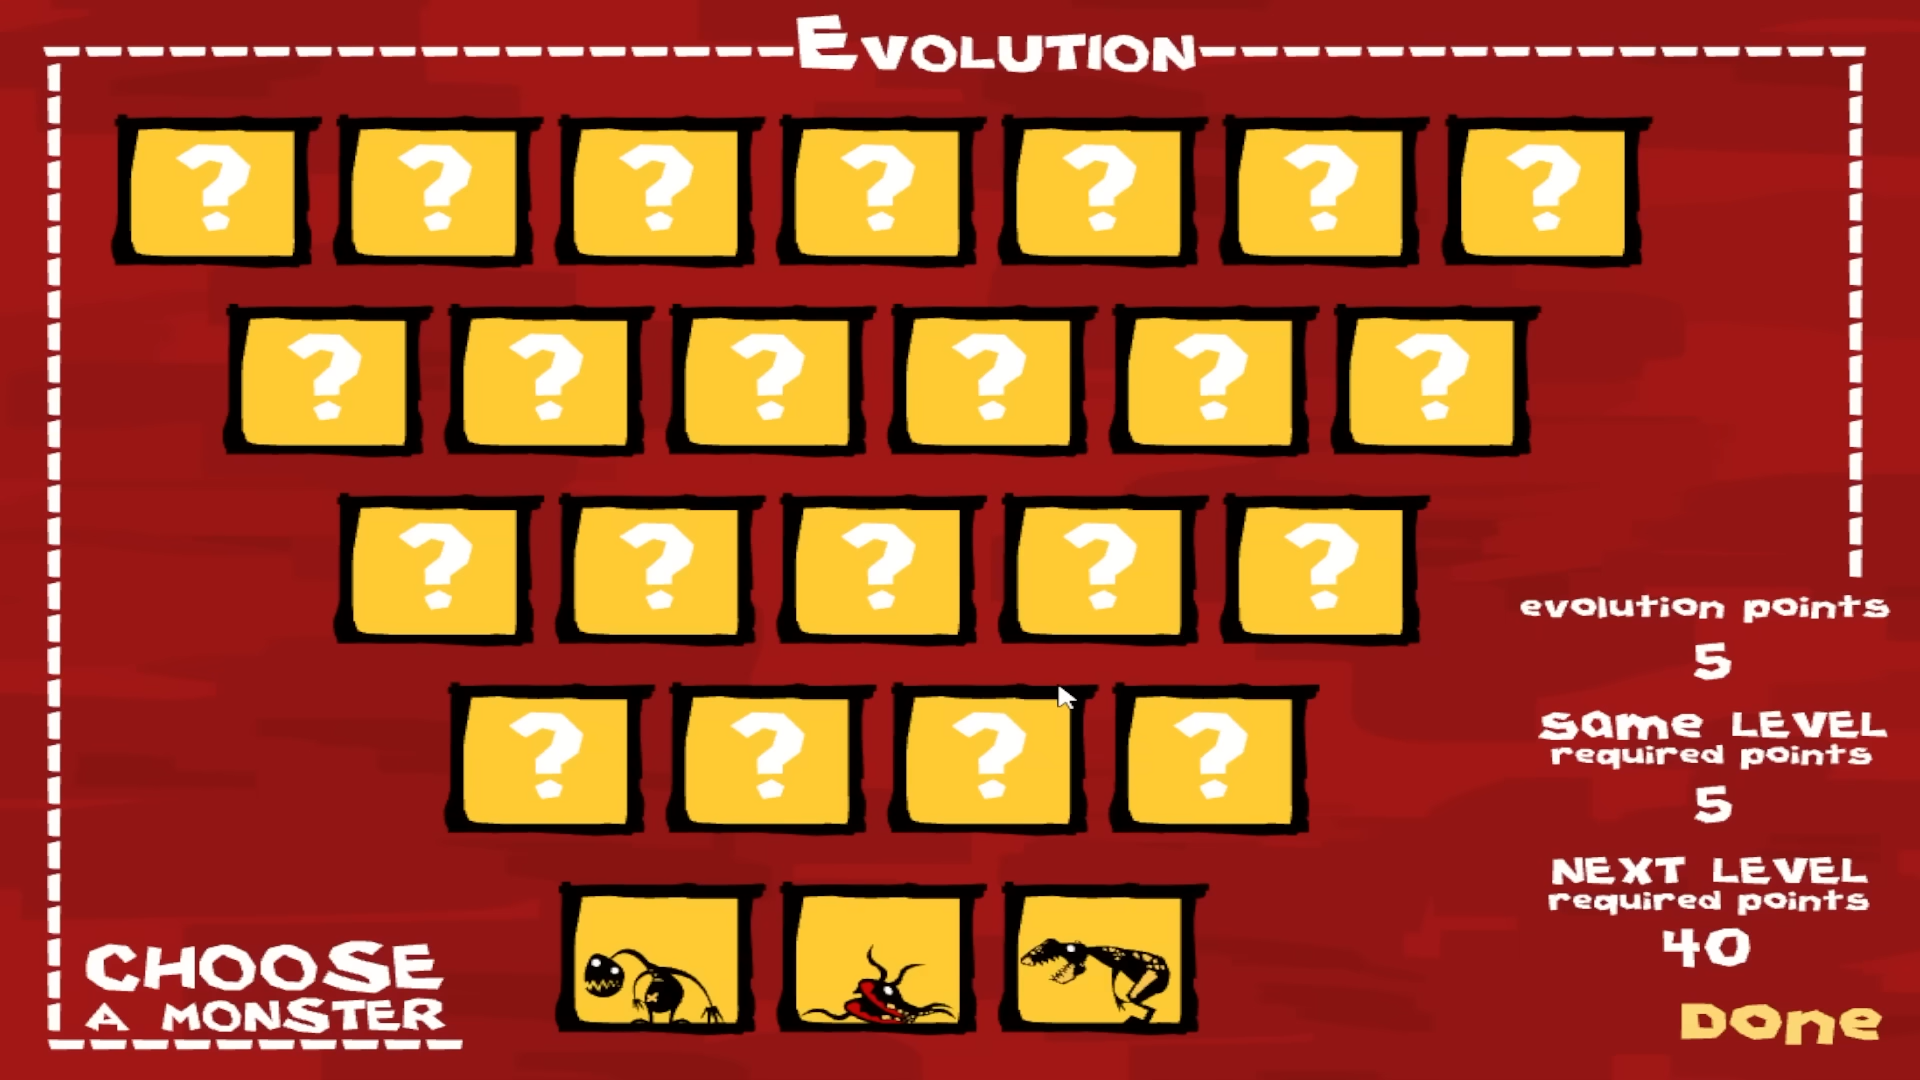 Evolution
? ? ? ? ? ? ?
? ? ? ? ? ?
? ? ? ? ?
? ? ? ?
evolution points
5
same LEVEL
required points
5
NEXT LEVEL
required points
40
CHOOSE
A MONSTER
Done